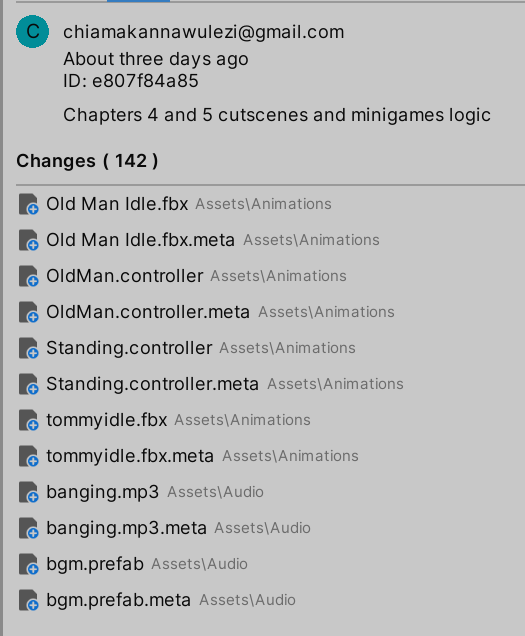 C chiamakannawulezi@gmail.com
About three days ago
ID: e807f84a85
Chapters 4 and 5 cutscenes and minigames logic
Changes ( 142 )
Old Man Idle.fbx Assets\Animations
Old Man Idle.fbx.meta Assets\Animations
OldMan.controller Assets\Animations
OldMan.controller.meta Assets\Animations
Standing.controller Assets\Animations
Standing.controller.meta Assets\Animations
tommyidle.fbx Assets\Animations
tommyidle.fbx.meta Assets\Animations
banging.mp3 Assets\Audio
banging.mp3.meta Assets\Audio
bgm.prefab Assets\Audio
bgm.prefab.meta Assets\Audio